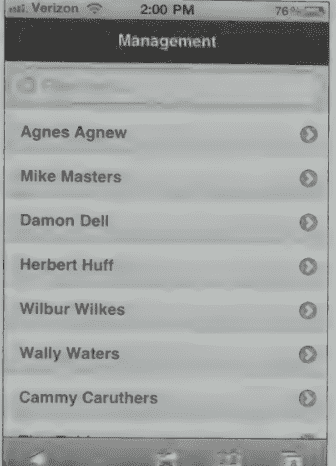 Verizon 2:00 PM 76%
Management
Agnes Agnew
Mike Masters
Damon Dell
Herbert Huff
Wilbur Wilkes
Wally Waters
Cammy Caruthers